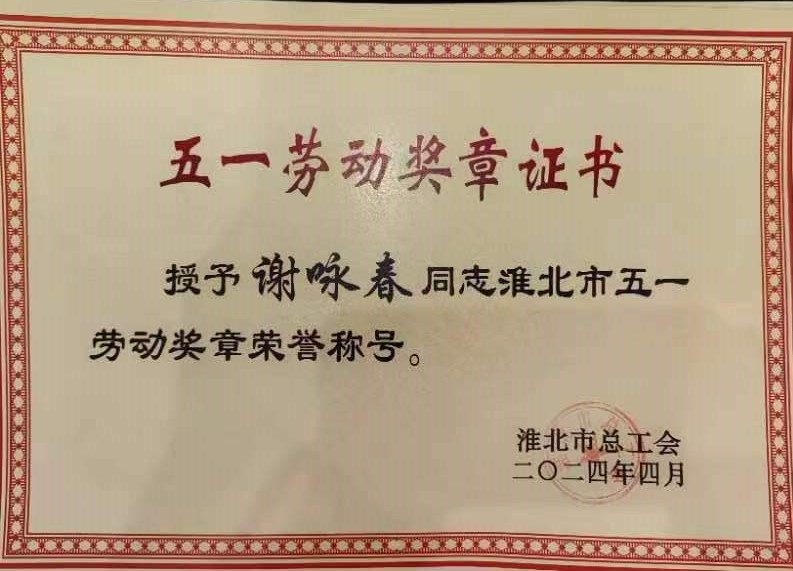 五一劳动奖章证书
授予谢咏春同志淮北市五一
劳动奖章荣誉称号。
淮北市总工会
二〇二四年四月